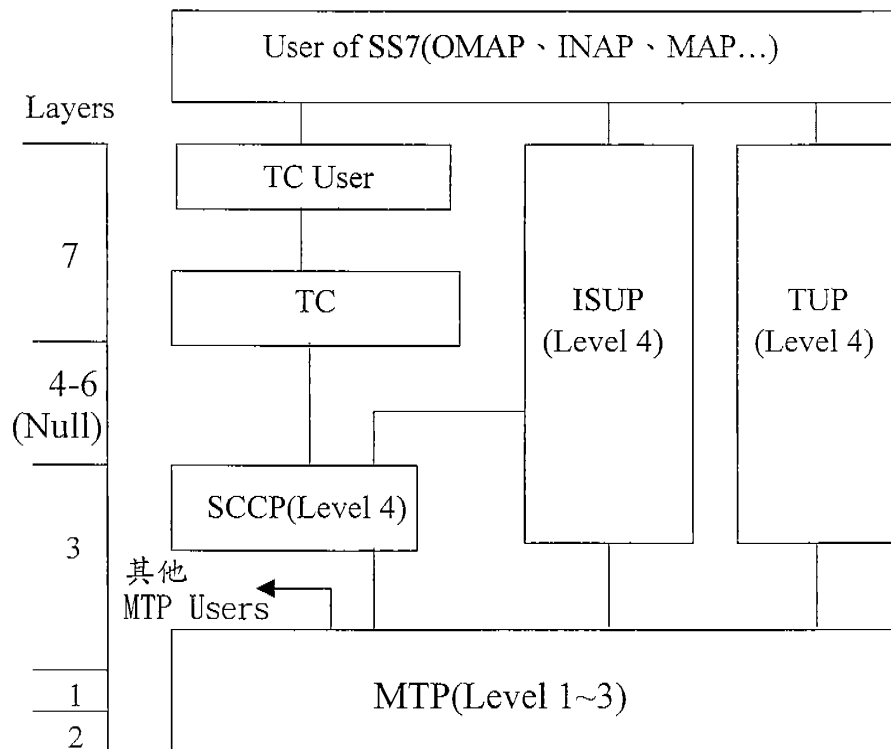 User of SS7(OMAP、INAP、MAP…)
Layers
TC User
7
TC
ISUP
(Level 4)
TUP
(Level 4)
4-6
(Null)
SCCP(Level 4)
3
其他
MTP Users
MTP(Level 1~3)
1
2